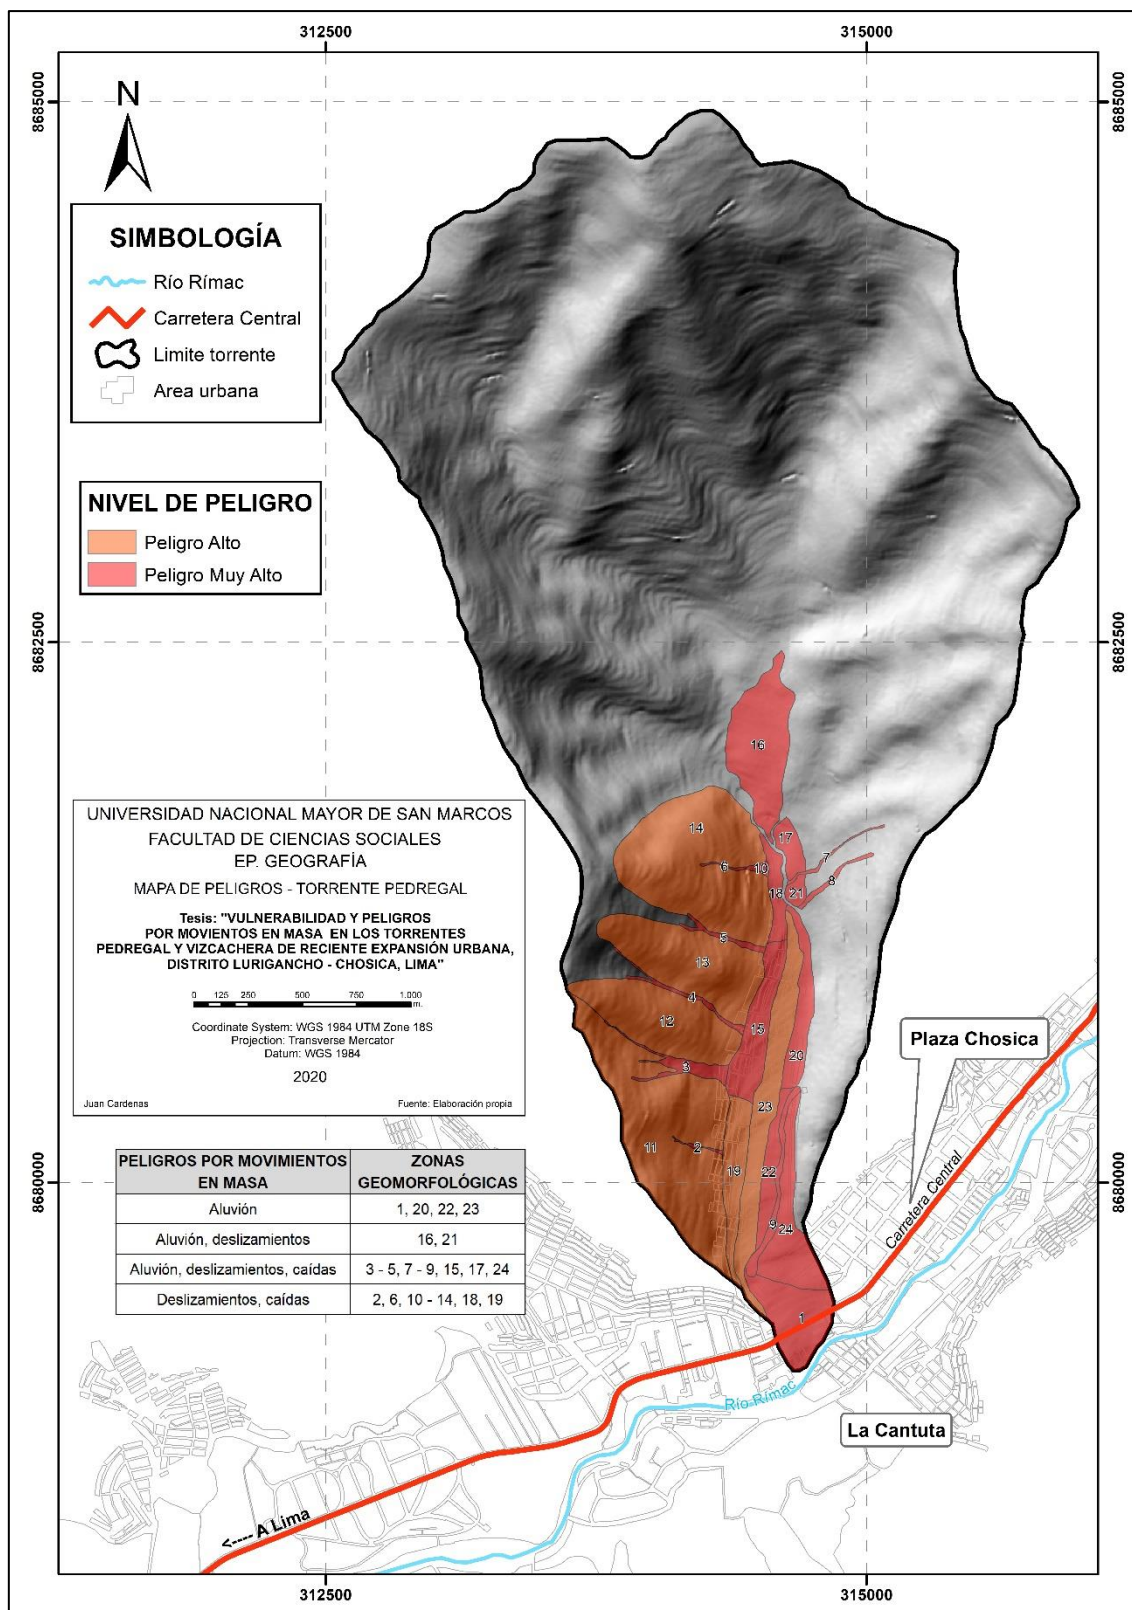 312500
315000
8685000
8685000
N
SIMBOLOGÍA
Río Rímac
Carretera Central
Limite torrente
Area urbana
NIVEL DE PELIGRO
Peligro Alto
Peligro Muy Alto
8682500
8682500
16
UNIVERSIDAD NACIONAL MAYOR DE SAN MARCOS
FACULTAD DE CIENCIAS SOCIALES
EP. GEOGRAFÍA
MAPA DE PELIGROS - TORRENTE PEDREGAL
Tesis: "VULNERABILIDAD Y PELIGROS
POR MOVIENTOS EN MASA EN LOS TORRENTES
PEDREGAL Y VIZCACHERA DE RECIENTE EXPANSIÓN URBANA,
DISTRITO LURIGANCHO - CHOSICA, LIMA"
0 125 250 500 750 1.000
m.
Coordinate System: WGS 1984 UTM Zone 18S
Projection: Transverse Mercator
Datum: WGS 1984
2020
Juan Cardenas
Fuente: Elaboración propia
14
17
7
6
10
8
18
21
5
13
4
12
15
20
3
23
11
2
19
22
9
24
1
Plaza Chosica
Carretera Central
8680000
8680000
PELIGROS POR MOVIMIENTOS EN MASA | ZONAS GEOMORFOLÓGICAS
Aluvión | 1, 20, 22, 23
Aluvión, deslizamientos | 16, 21
Aluvión, deslizamientos, caídas | 3 - 5, 7 - 9, 15, 17, 24
Deslizamientos, caídas | 2, 6, 10 - 14, 18, 19
Río Rímac
La Cantuta
<---- A Lima
312500
315000